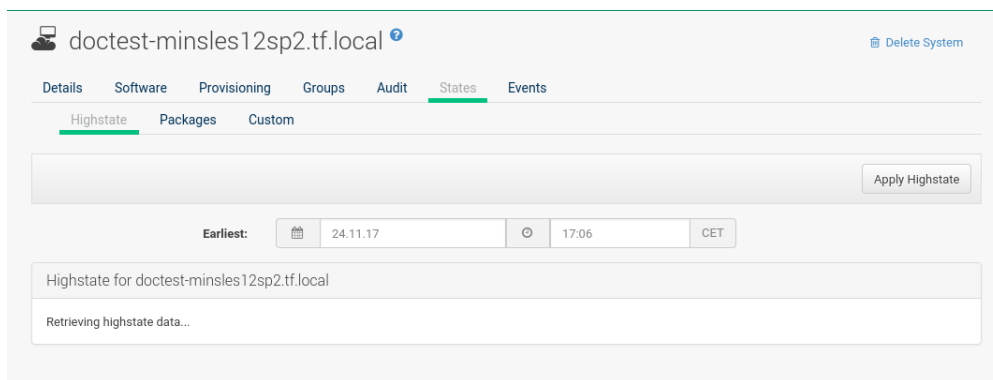 doctest-minsles12sp2.tf.local ?
Delete System
Details Software Provisioning Groups Audit States Events
Highstate Packages Custom
Apply Highstate
Earliest: 24.11.17 17:06 CET
Highstate for doctest-minsles12sp2.tf.local
Retrieving highstate data...